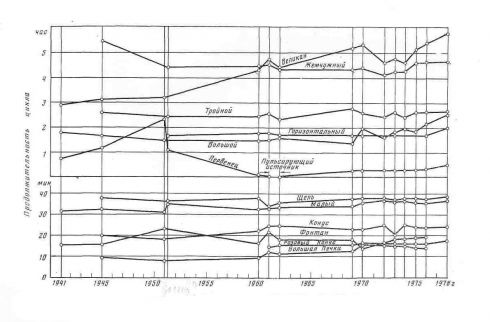 час
5
4
3
2
1
мин
40
30
20
10
0
Продолжительность цикла
Великан
Жемчужный
Тройной
Горизонтальный
Большой
Первенец
Пульсирующий
источник
Щель
Малый
Конус
Фонтан
Розовый Конус
Большая Печка
1941
1945
1950
1955
1960
1965
1970
1975
1978 г